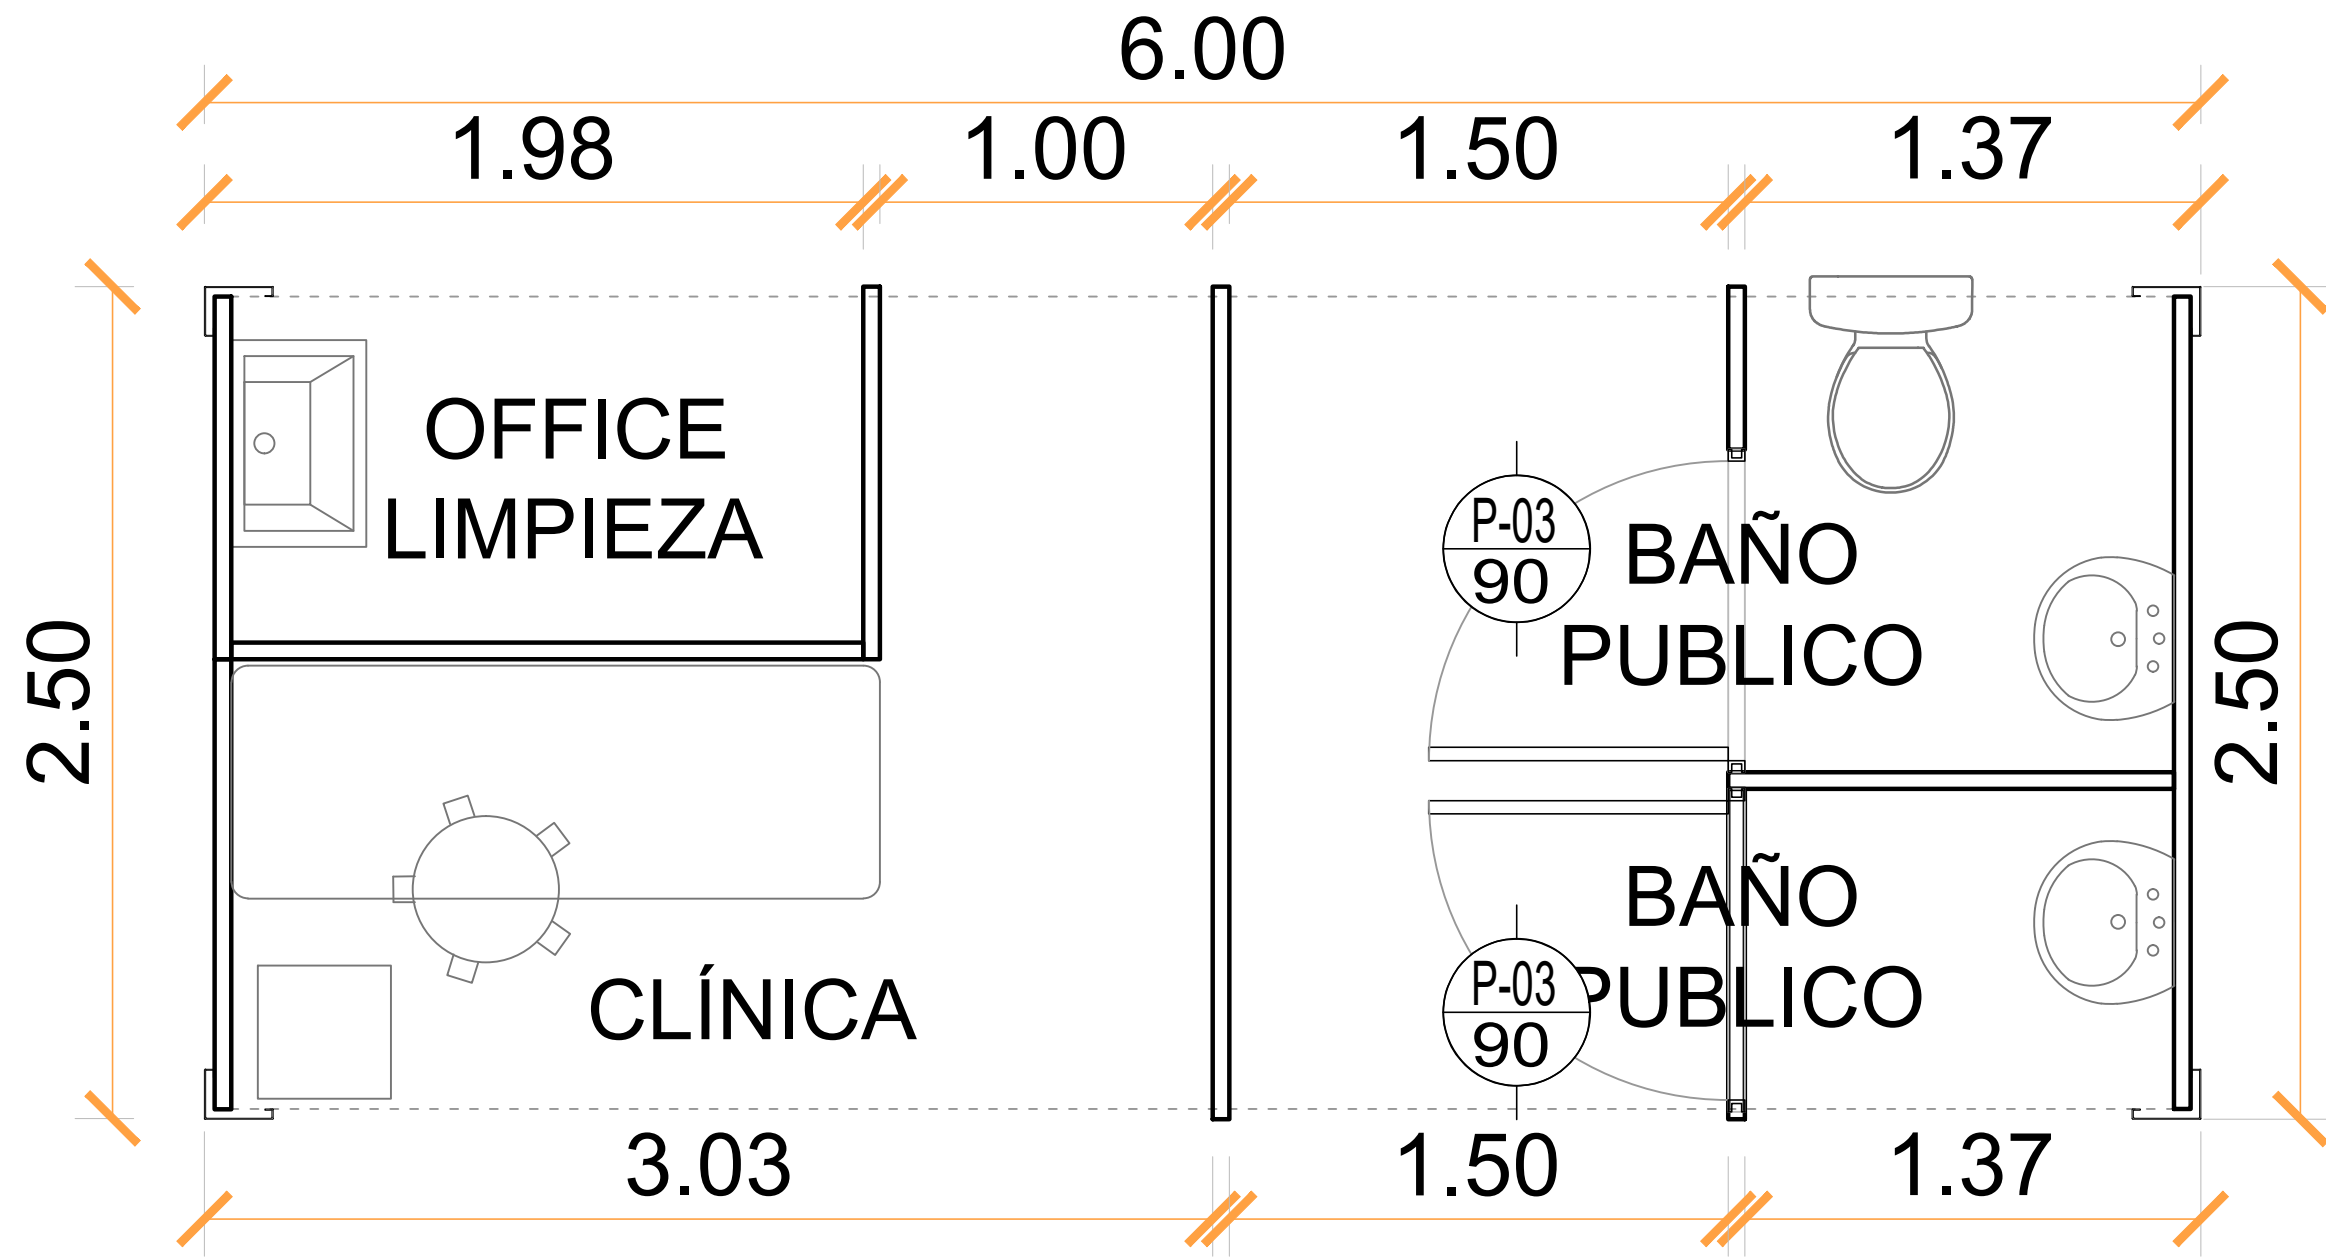 6.00
1.98
1.00
1.50
1.37
OFFICE
LIMPIEZA
P-03
90
BAÑO
PUBLICO
2.50
2.50
CLÍNICA
BAÑO
PUBLICO
P-03
90
3.03
1.50
1.37